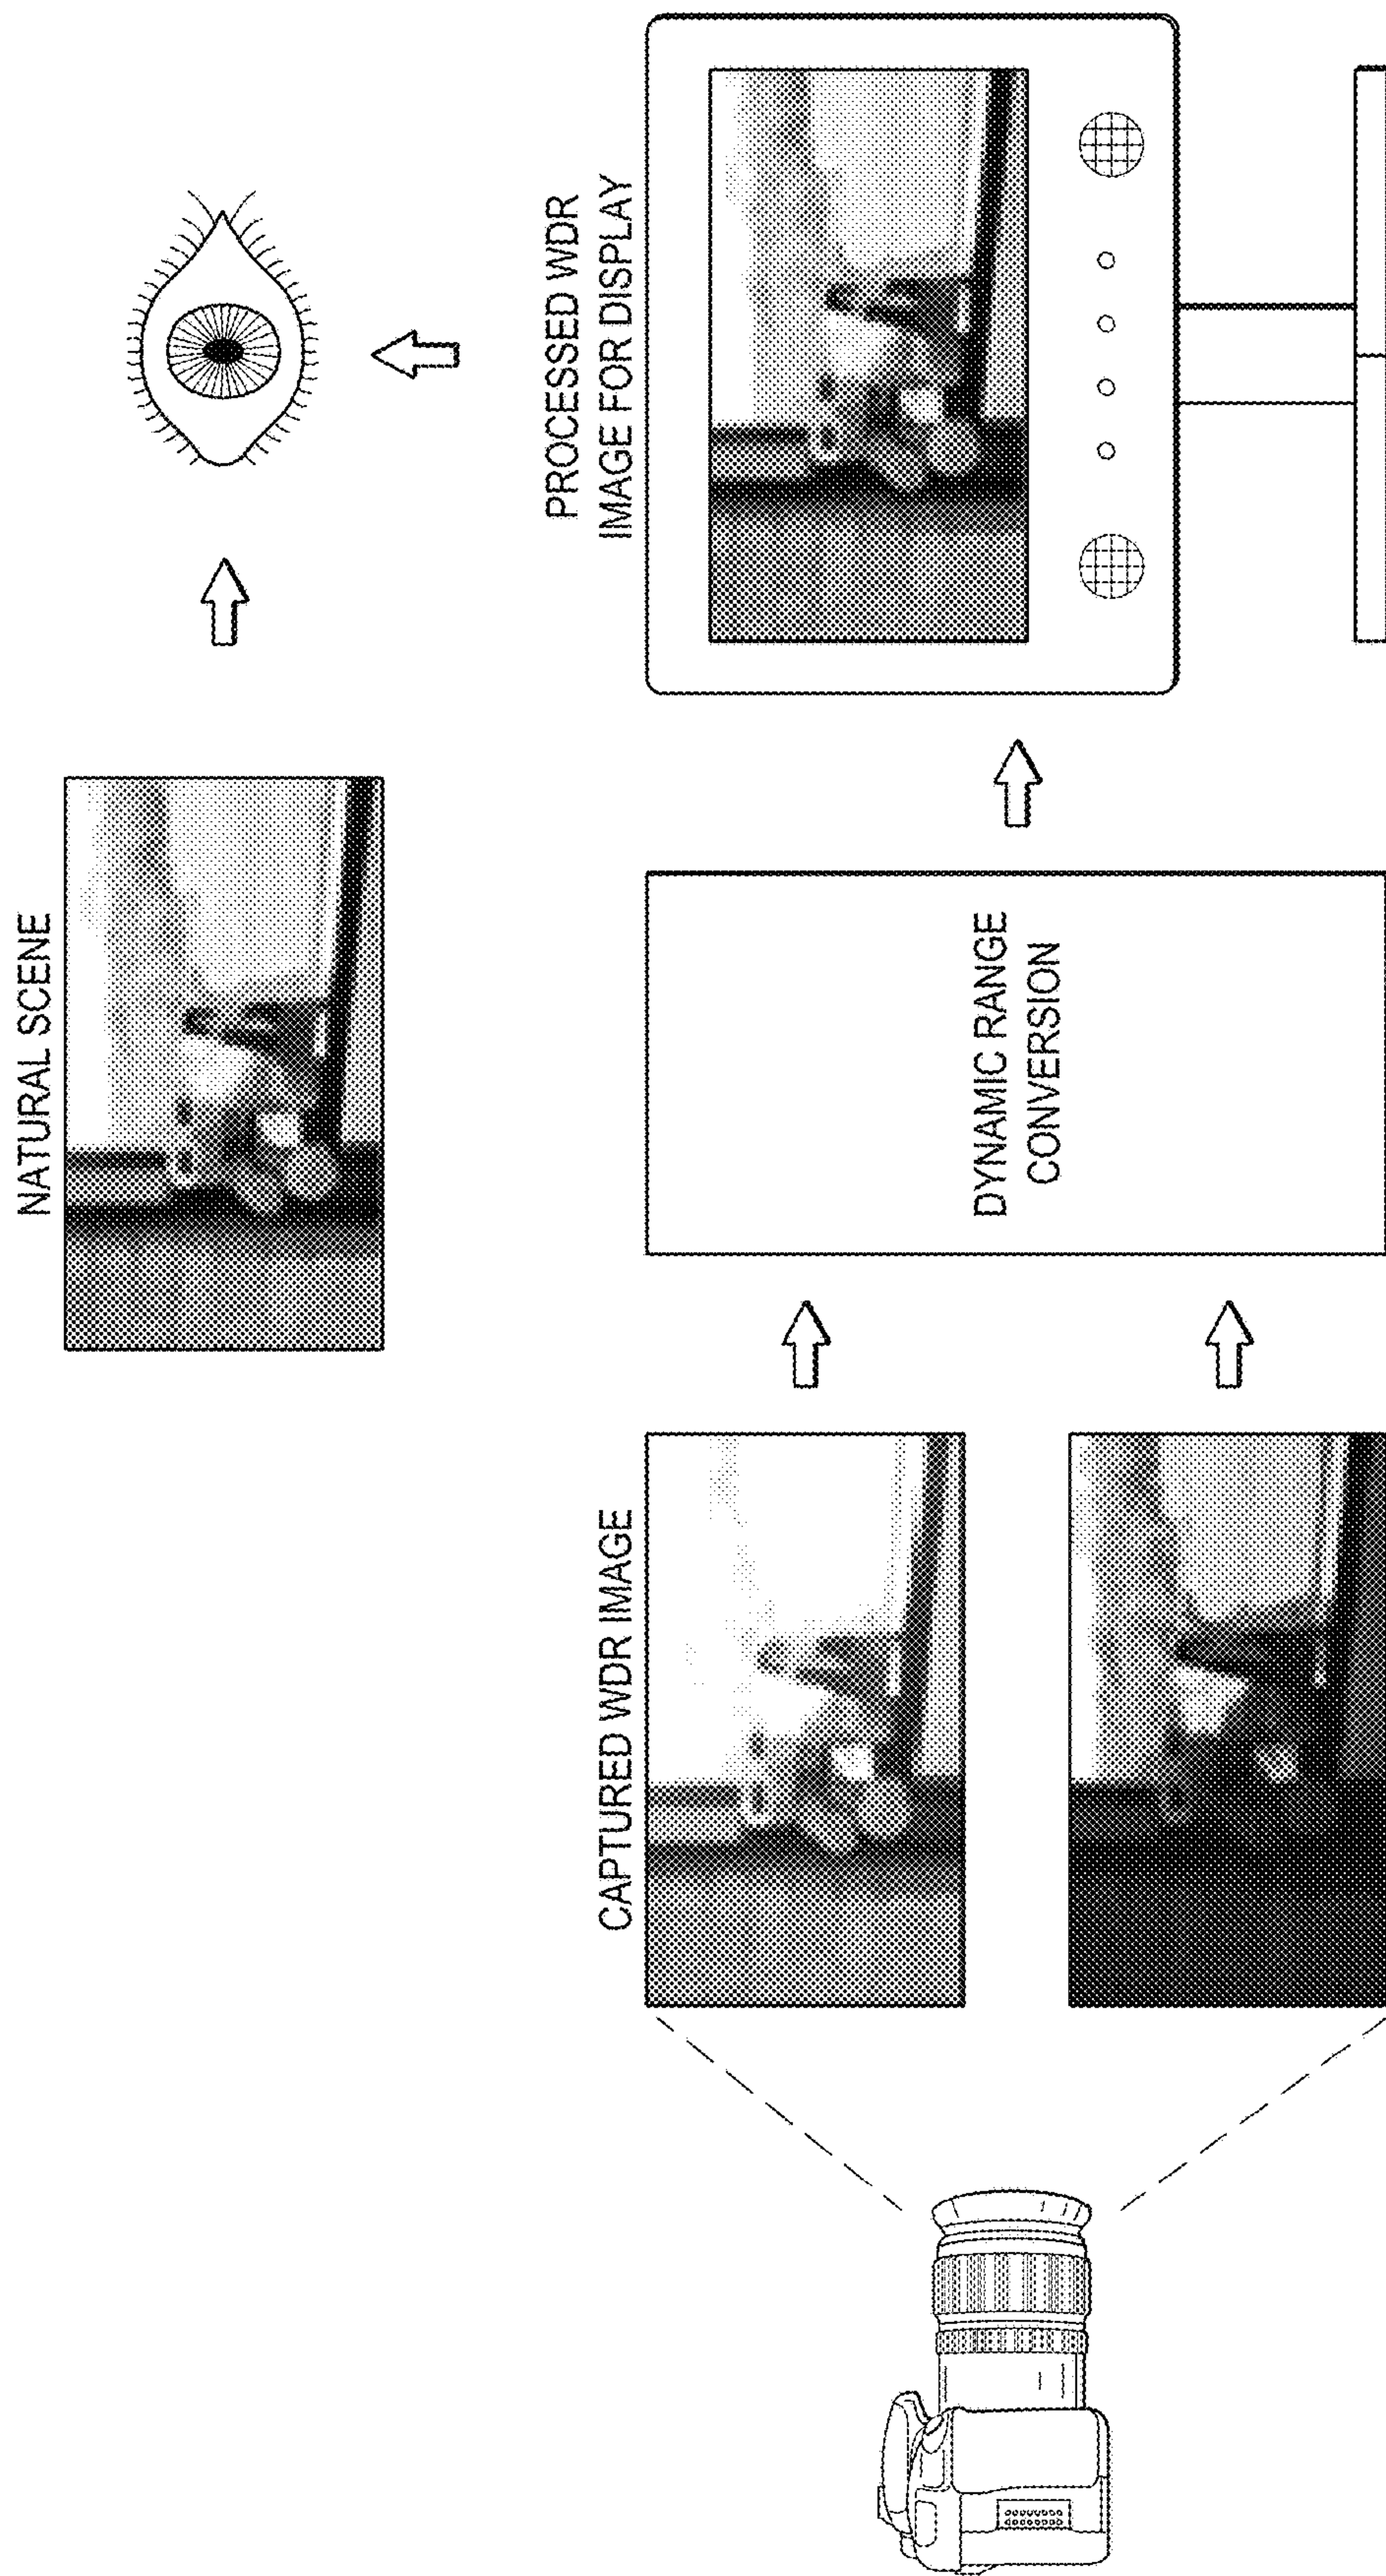 NATURAL SCENE
CAPTURED WDR IMAGE
DYNAMIC RANGE
CONVERSION
PROCESSED WDR
IMAGE FOR DISPLAY